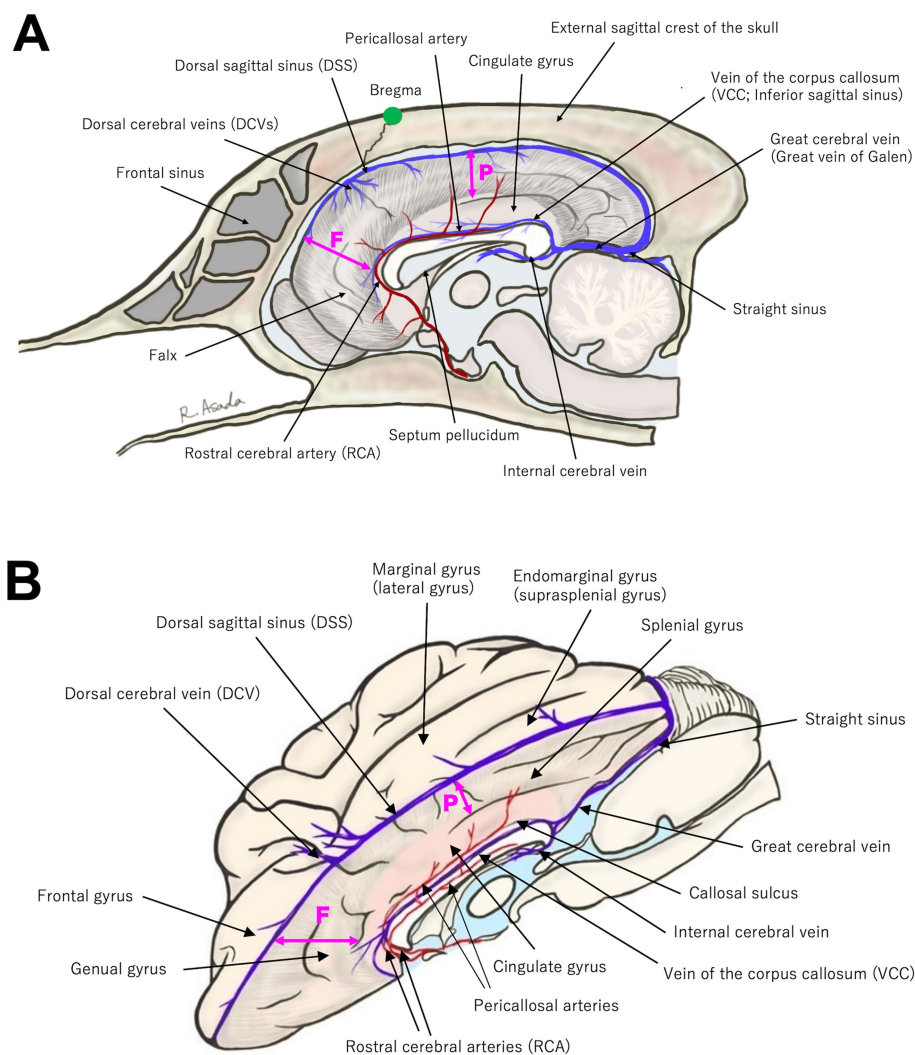 A
External sagittal crest of the skull
Pericallosal artery
Cingulate gyrus
Dorsal sagittal sinus (DSS)
Vein of the corpus callosum
(VCC; Inferior sagittal sinus)
Bregma
Dorsal cerebral veins (DCVs)
Great cerebral vein
(Great vein of Galen)
Frontal sinus
P
F
Straight sinus
Falx
R. Asada
Septum pellucidum
Rostral cerebral artery (RCA)
Internal cerebral vein
B
Marginal gyrus
(lateral gyrus)
Endomarginal gyrus
(suprasplenial gyrus)
Dorsal sagittal sinus (DSS)
Splenial gyrus
Dorsal cerebral vein (DCV)
Straight sinus
P
Great cerebral vein
Callosal sulcus
Frontal gyrus
F
Internal cerebral vein
Genual gyrus
Cingulate gyrus
Vein of the corpus callosum (VCC)
Pericallosal arteries
Rostral cerebral arteries (RCA)